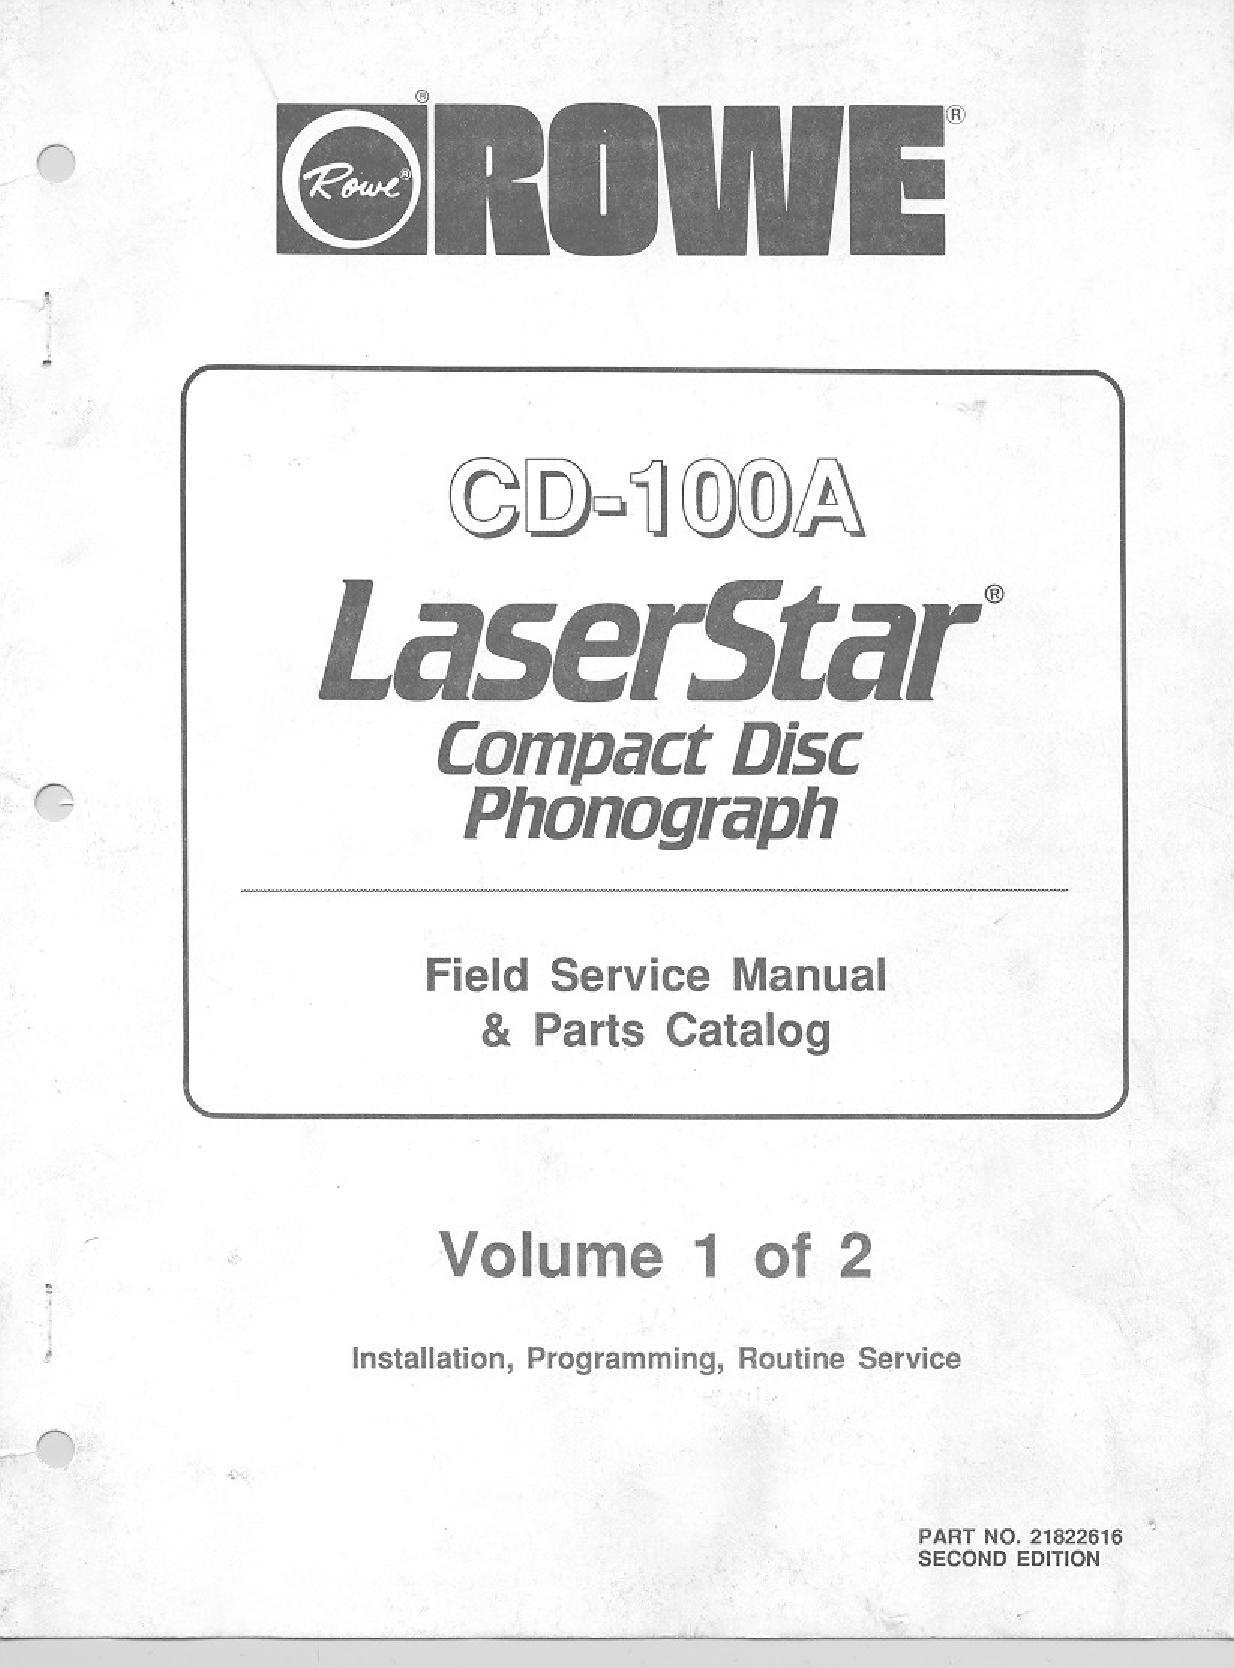 Rowe®
®
ROWE®
CD-100A
LaserStar®
Compact Disc
Phonograph
Field Service Manual
& Parts Catalog
Volume 1 of 2
Installation, Programming, Routine Service
PART NO. 21822616
SECOND EDITION